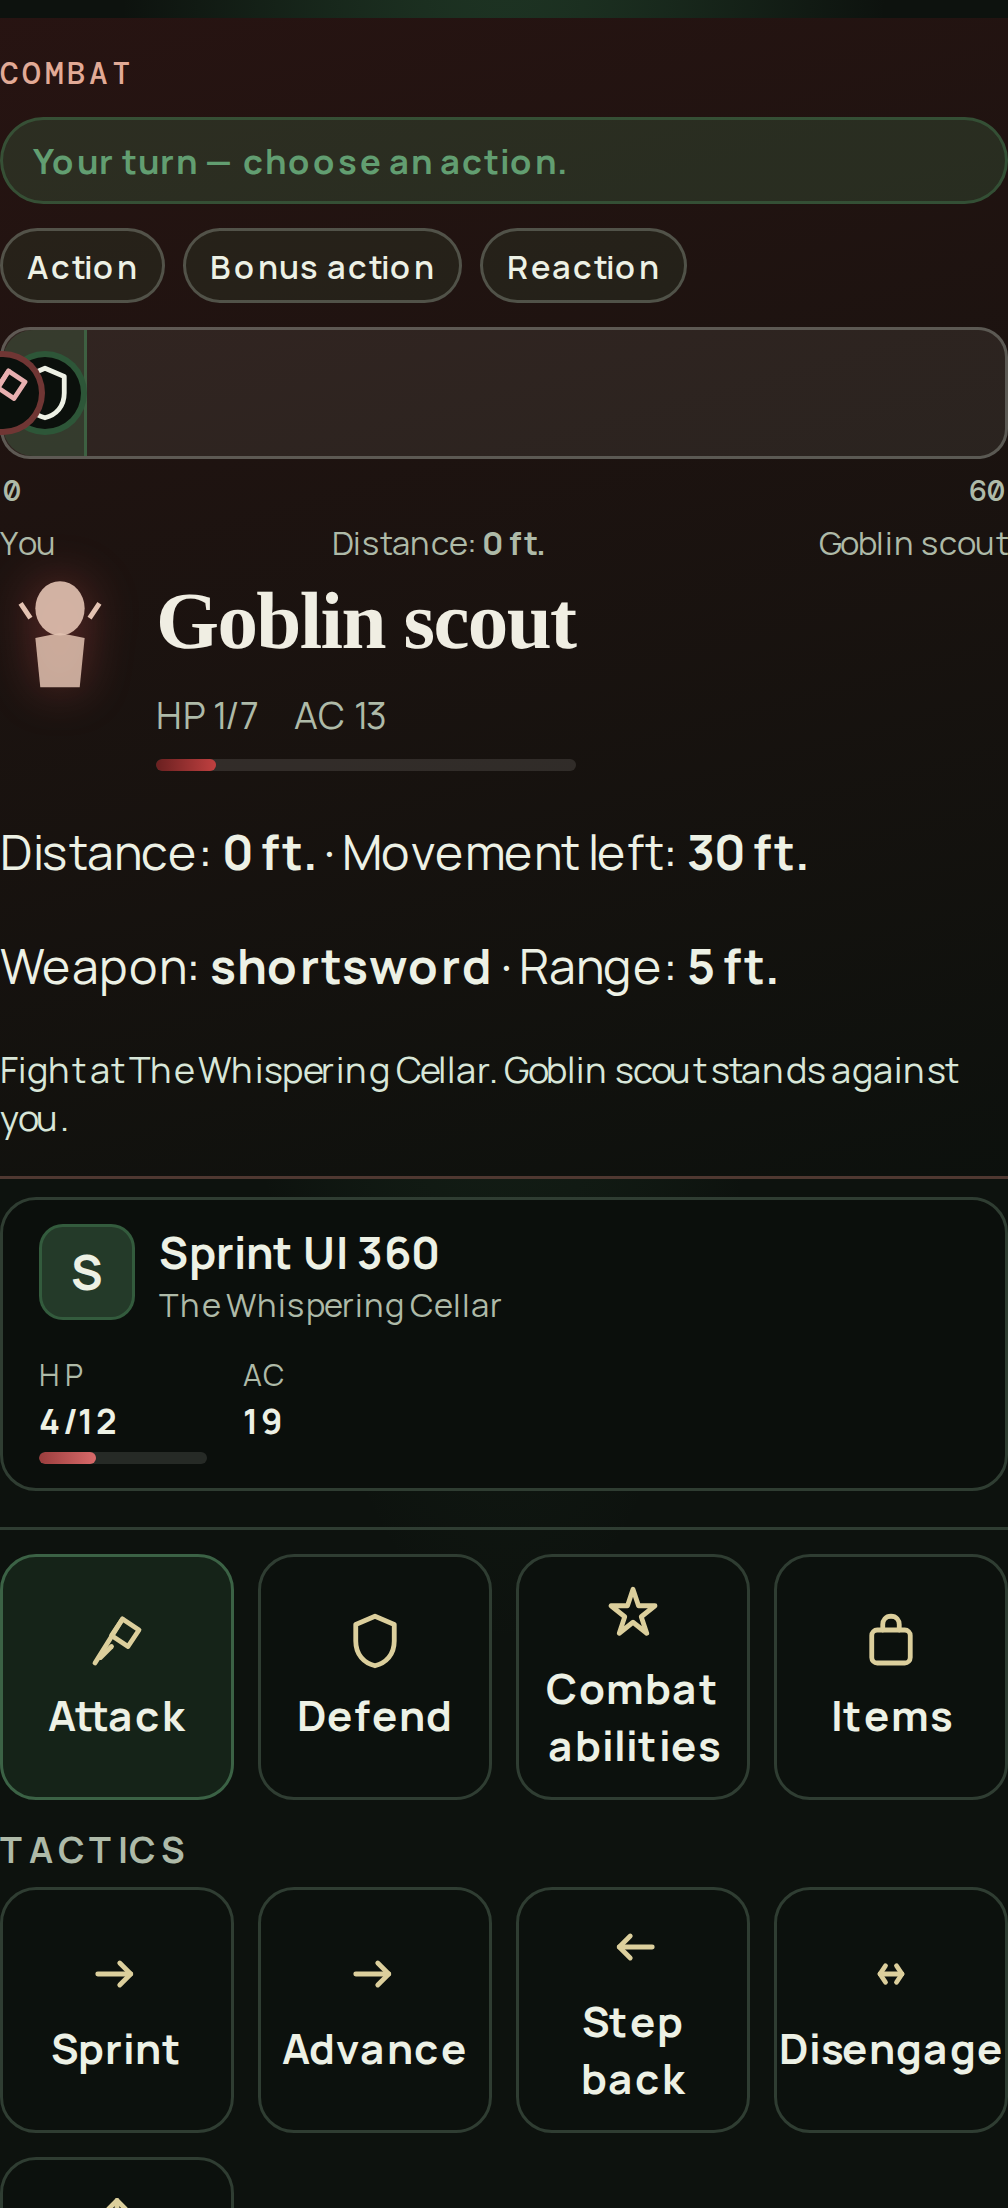 COMBAT
Your turn — choose an action.
Action Bonus action Reaction
0 60
You Distance: 0 ft. Goblin scout
Goblin scout
HP 1/7 AC 13
Distance: 0 ft. · Movement left: 30 ft.
Weapon: shortsword · Range: 5 ft.
Fight at The Whispering Cellar. Goblin scout stands against
you.
S
Sprint UI 360
The Whispering Cellar
HP AC
4/12 19
Attack Defend Combat abilities Items
TACTICS
Sprint Advance Step back Disengage